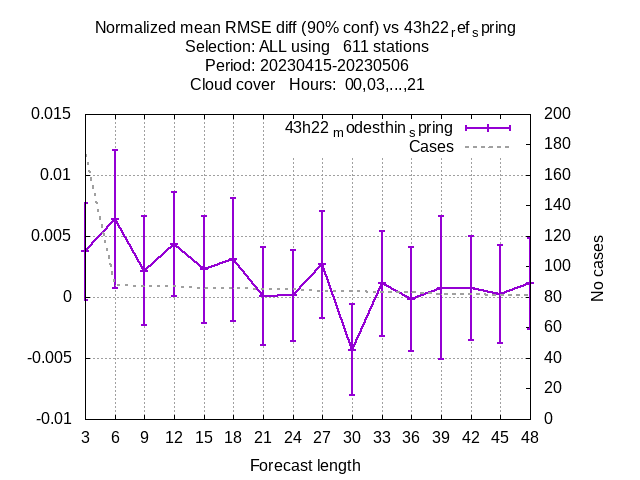 Normalized mean RMSE diff (90% conf) vs 43h22refspring
Selection: ALL using 611 stations
Period: 20230415-20230506
Cloud cover Hours: 00,03,...,21
43h22modesthinspring
Cases
0.015
0.01
0.005
0
-0.005
-0.01
200
180
160
140
120
100
80
60
40
20
0
No cases
3 6 9 12 15 18 21 24 27 30 33 36 39 42 45 48
Forecast length